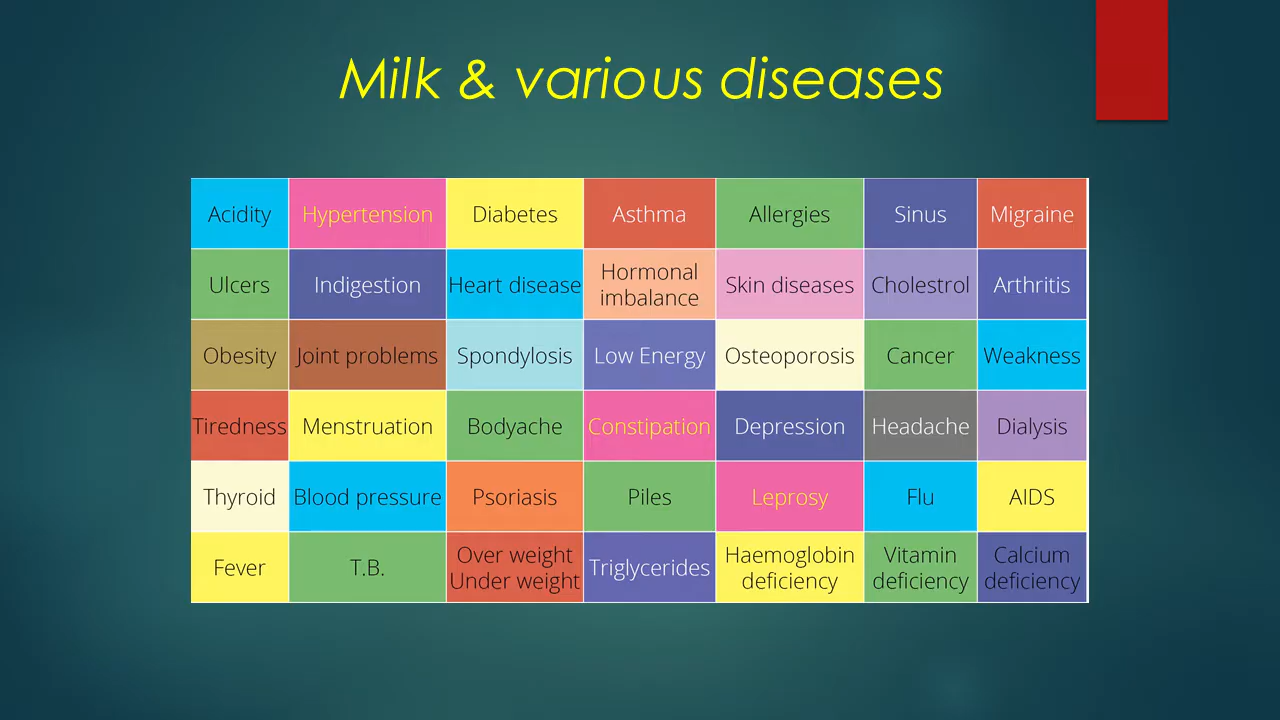 Milk & various diseases
Acidity Hypertension Diabetes Asthma Allergies Sinus Migraine
Ulcers Indigestion Heart disease Hormonal imbalance Skin diseases Cholestrol Arthritis
Obesity Joint problems Spondylosis Low Energy Osteoporosis Cancer Weakness
Tiredness Menstruation Bodyache Constipation Depression Headache Dialysis
Thyroid Blood pressure Psoriasis Piles Leprosy Flu AIDS
Fever T.B. Over weight Under weight Triglycerides Haemoglobin deficiency Vitamin deficiency Calcium deficiency